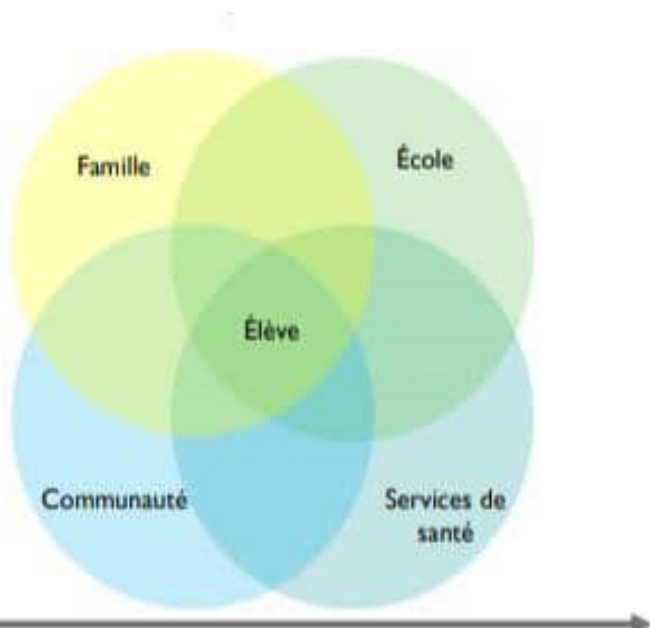 Famille
École
Élève
Communauté
Services de
santé